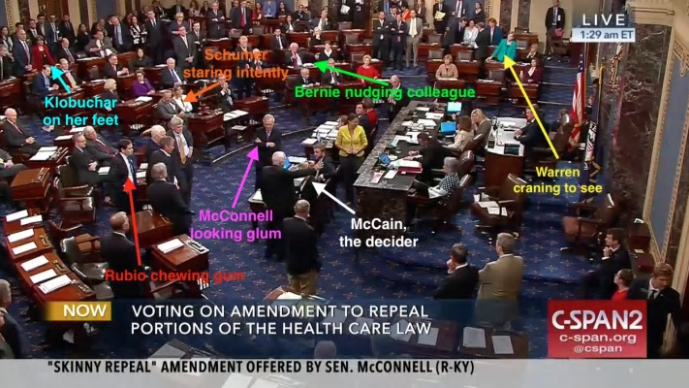 LIVE
1:29 am ET
Schumer
staring intently
Klobuchar
on her feet
Bernie nudging colleague
Warren
craning to see
McConnell
looking glum
McCain,
the decider
Rubio chewing gum
NOW
VOTING ON AMENDMENT TO REPEAL
PORTIONS OF THE HEALTH CARE LAW
C-SPAN2
c-span.org
@cspan
"SKINNY REPEAL" AMENDMENT OFFERED BY SEN. McCONNELL (R-KY)